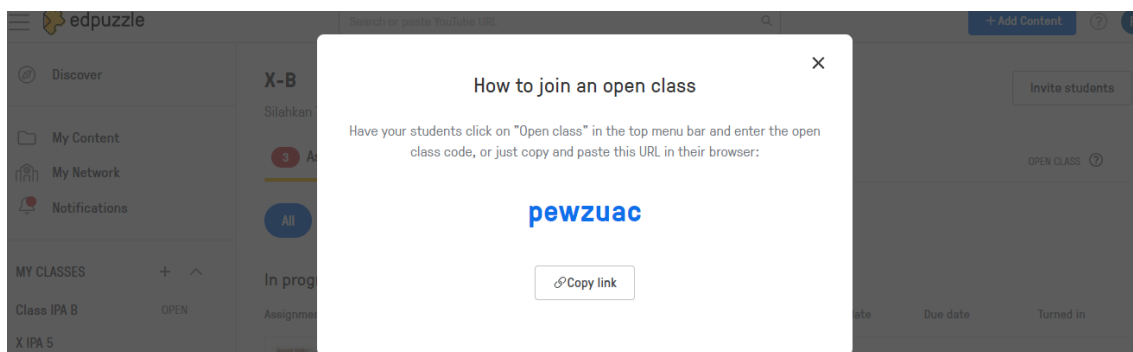 edpuzzle
Search or paste YouTube URL
+Add Content
Discover
X-B
Invite students
Silahkan
My Content
My Network
Notifications
3
OPEN CLASS
All
MY CLASSES
Class IPA B OPEN
X IPA 5
In prog
Assignmen
ate Due date Turned in
How to join an open class
Have your students click on "Open class" in the top menu bar and enter the open
class code, or just copy and paste this URL in their browser:
pewzuac
Copy link